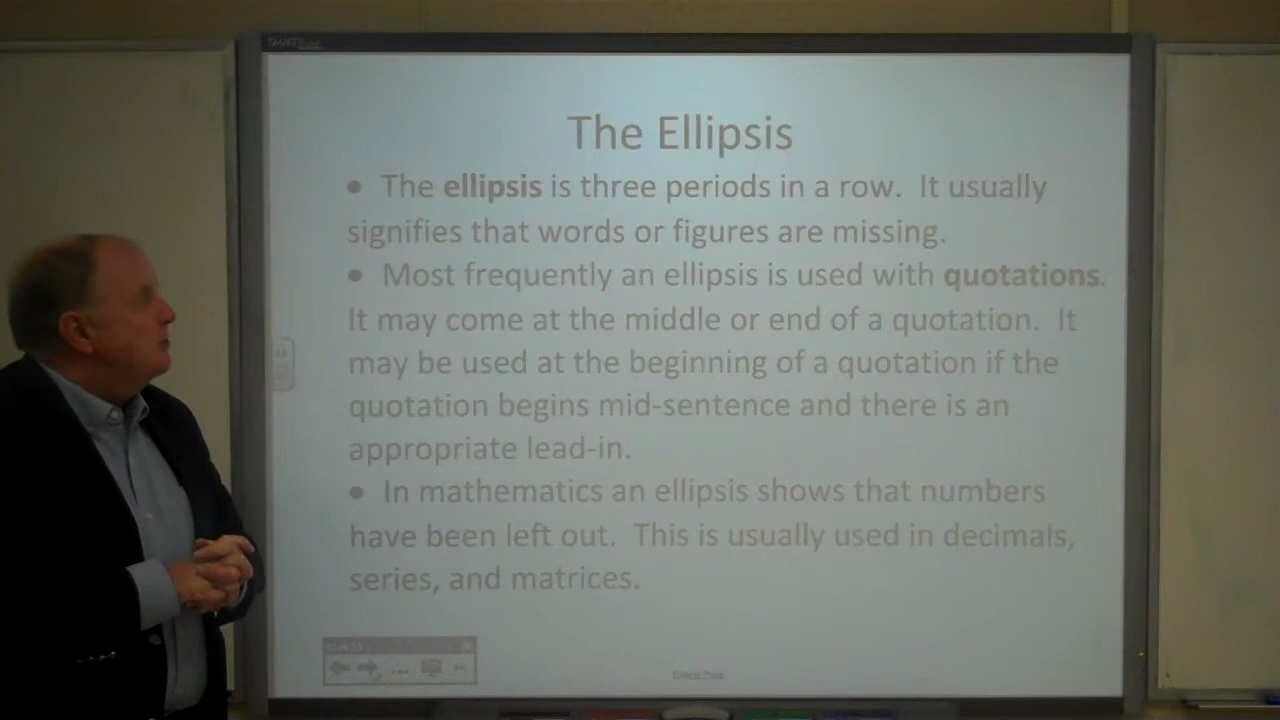 The Ellipsis
• The ellipsis is three periods in a row. It usually
signifies that words or figures are missing.
• Most frequently an ellipsis is used with quotations.
It may come at the middle or end of a quotation. It
may be used at the beginning of a quotation if the
quotation begins mid-sentence and there is an
appropriate lead-in.
• In mathematics an ellipsis shows that numbers
have been left out. This is usually used in decimals,
series, and matrices.